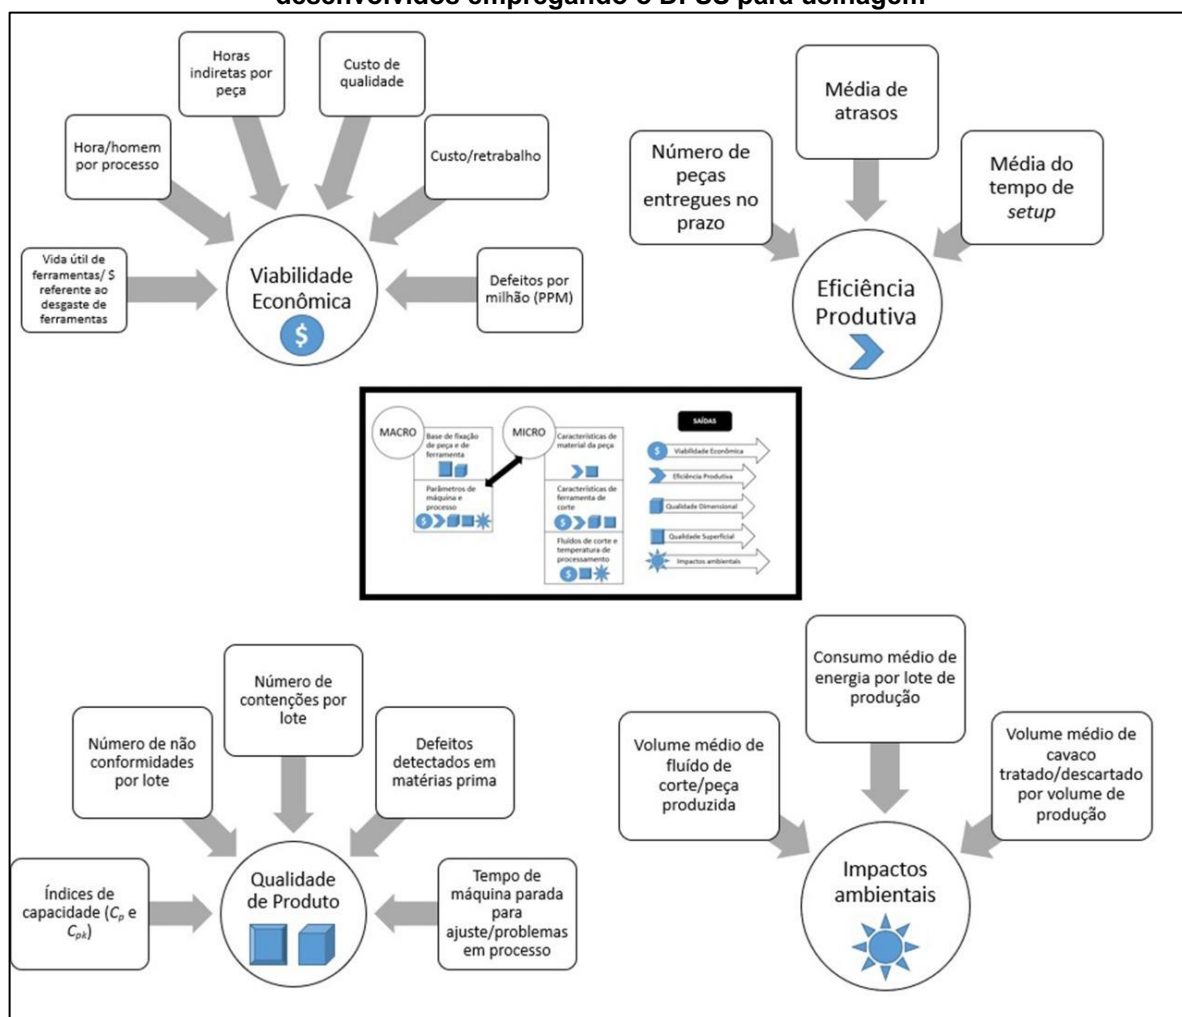 desenvolvidos empregando o DFSS para usinagem
Horas
indiretas por
peça
Custo de
qualidade
Hora/homem
por processo
Custo/retrabalho
Vida útil de
ferramentas/ $
referente ao
desgaste de
ferramentas
Defeitos por
milhão (PPM)
Viabilidade
Econômica
$
Média de
atrasos
Número de
peças
entregues no
prazo
Média do
tempo de
setup
Eficiência
Produtiva
MACRO
Base de fixação
de peça e de
ferramenta
Parâmetros de
máquina e
processo
$
MICRO
Características de
material da peça
Características de
ferramenta de
corte
$
Fluídos de corte e
temperatura de
processamento
$
SAÍDAS
$ Viabilidade Econômica
Eficiência Produtiva
Qualidade Dimensional
Qualidade Superficial
Impactos ambientais
Número de
contenções por
lote
Número de não
conformidades
por lote
Defeitos
detectados em
matérias prima
Índices de
capacidade (Cp e
Cpk)
Tempo de
máquina parada
para
ajuste/problemas
em processo
Qualidade
de Produto
Consumo médio de
energia por lote de
produção
Volume médio de
fluído de
corte/peça
produzida
Volume médio de
cavaco
tratado/descartado
por volume de
produção
Impactos
ambientais